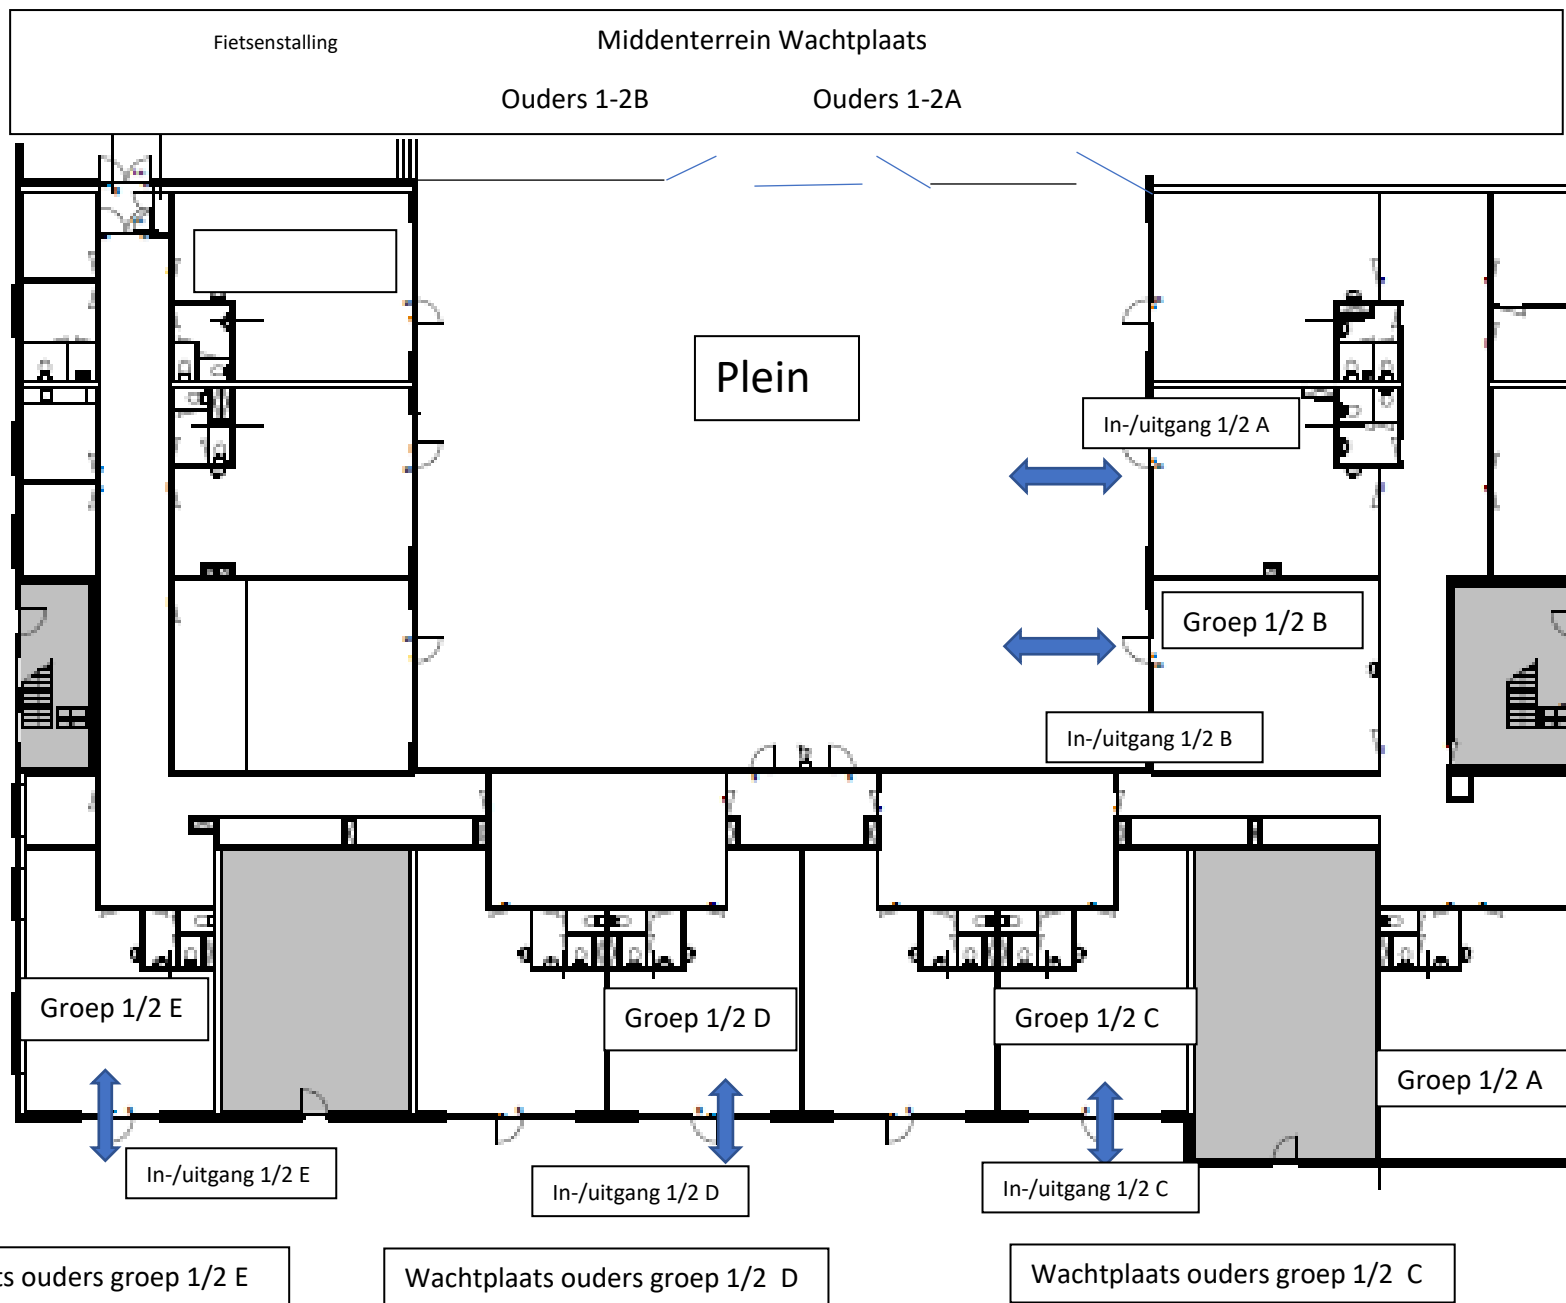 Fietsenstalling
Middenterrein Wachtplaats
Ouders 1-2B
Ouders 1-2A
Plein
In-/uitgang 1/2 A
Groep 1/2 B
In-/uitgang 1/2 B
Groep 1/2 E
Groep 1/2 D
Groep 1/2 C
Groep 1/2 A
In-/uitgang 1/2 E
In-/uitgang 1/2 D
In-/uitgang 1/2 C
ouders groep 1/2 E
Wachtplaats ouders groep 1/2 D
Wachtplaats ouders groep 1/2 C